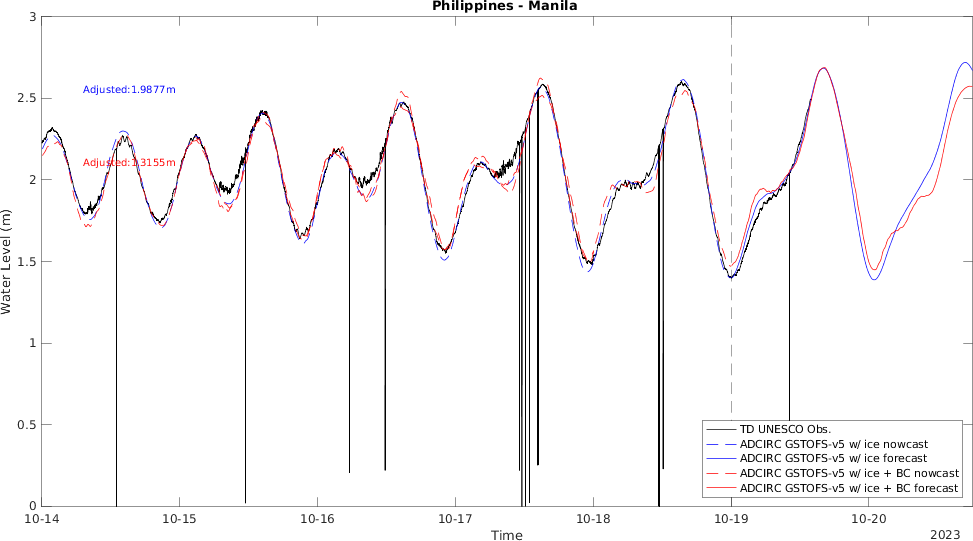 Philippines - Manila
3
2.5
2
1.5
1
0.5
0
Water Level (m)
Adjusted:1.9877m
Adjusted:1.3155m
TD UNESCO Obs.
ADCIRC GSTOFS-v5 w/ ice nowcast
ADCIRC GSTOFS-v5 w/ ice forecast
ADCIRC GSTOFS-v5 w/ ice + BC nowcast
ADCIRC GSTOFS-v5 w/ ice + BC forecast
10-14 10-15 10-16 10-17 10-18 10-19 10-20
Time
2023